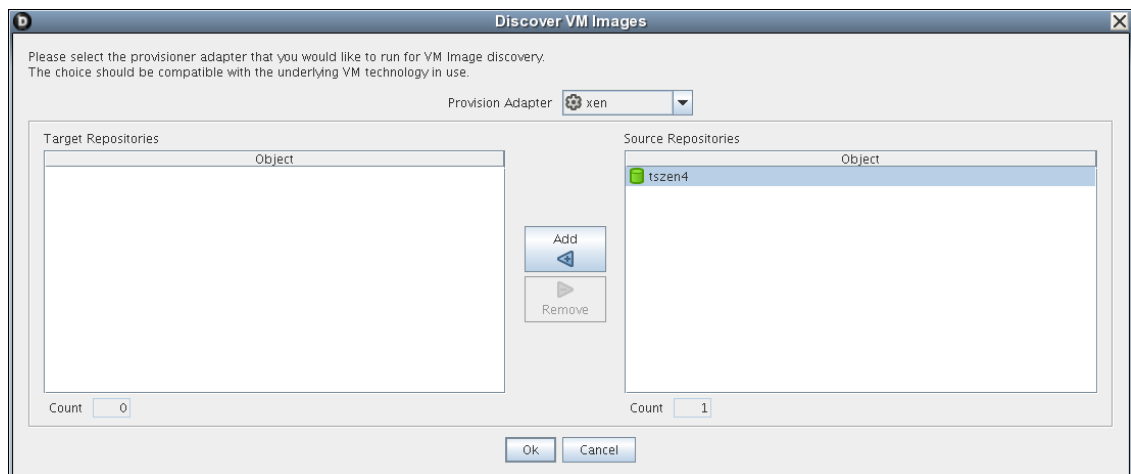 Discover VM Images
Please select the provisioner adapter that you would like to run for VM Image discovery.
The choice should be compatible with the underlying VM technology in use.
Provision Adapter xen
Target Repositories
Object
Count 0
Add
Remove
Source Repositories
Object
tszen4
Count 1
Ok Cancel